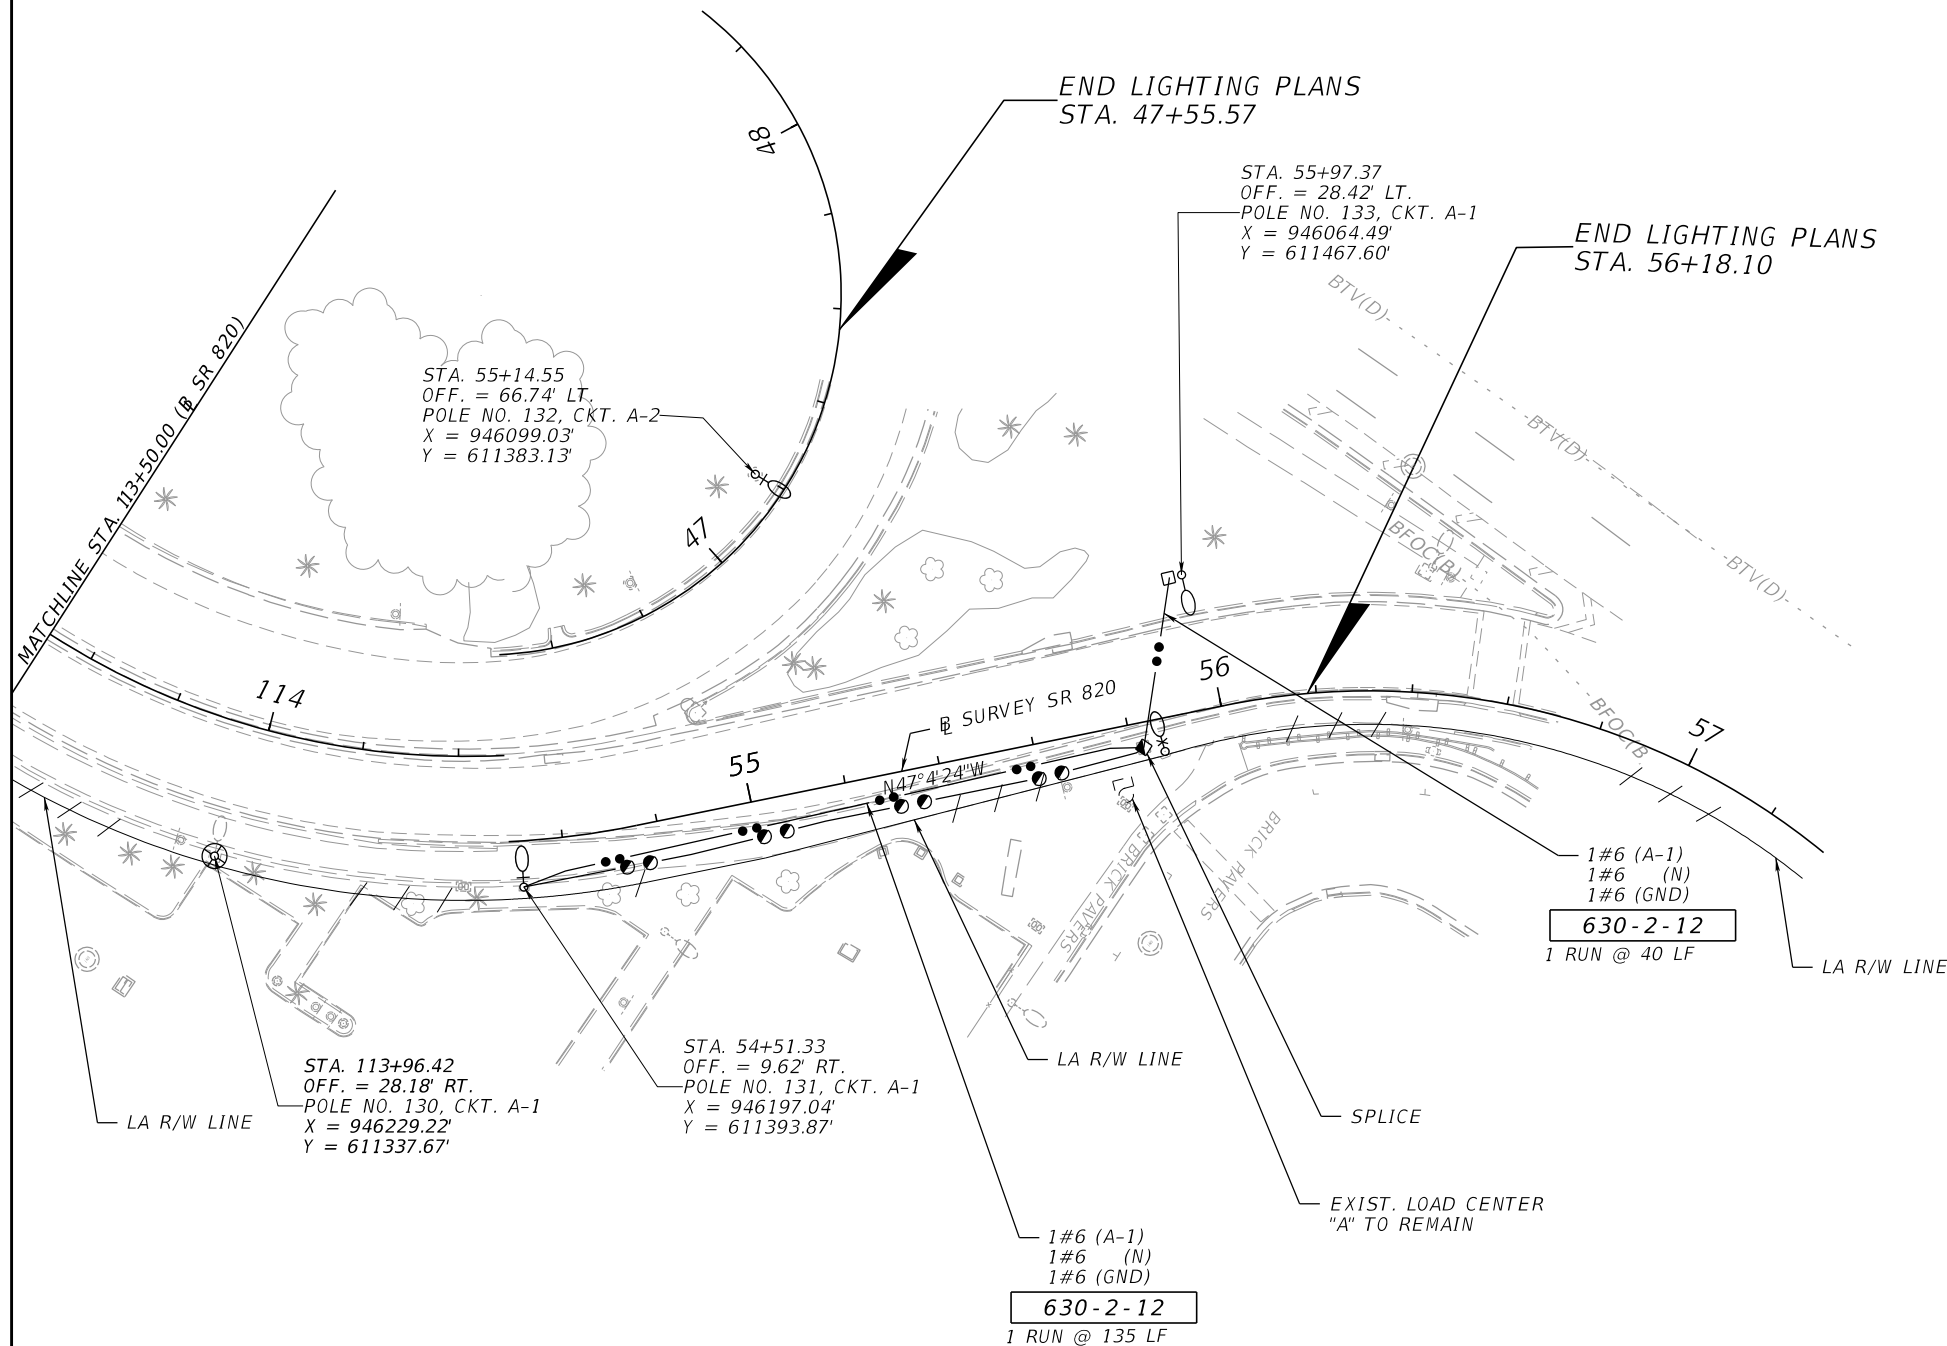 END LIGHTING PLANS
STA. 47+55.57
48
STA. 55+97.37
OFF. = 28.42' LT.
POLE NO. 133, CKT. A-1
X = 946064.49'
Y = 611467.60'
END LIGHTING PLANS
STA. 56+18.10
BTV(D)
MATCHLINE STA. 113+50.00 (BL SR 820)
STA. 55+14.55
OFF. = 66.74' LT.
POLE NO. 132, CKT. A-2
X = 946099.03'
Y = 611383.13'
BTV(D)
47
BFOC(B)
BTV(D)
114
BL SURVEY SR 820
56
BFOC(B
57
55
N47°4'24"W
BRICK PAVERS
BRICK PAVERS
1#6 (A-1)
1#6 (N)
1#6 (GND)
630-2-12
1 RUN @ 40 LF
LA R/W LINE
STA. 113+96.42
OFF. = 28.18' RT.
POLE NO. 130, CKT. A-1
X = 946229.22'
Y = 611337.67'
LA R/W LINE
STA. 54+51.33
OFF. = 9.62' RT.
POLE NO. 131, CKT. A-1
X = 946197.04'
Y = 611393.87'
LA R/W LINE
SPLICE
EXIST. LOAD CENTER
"A" TO REMAIN
1#6 (A-1)
1#6 (N)
1#6 (GND)
630-2-12
1 RUN @ 135 LF